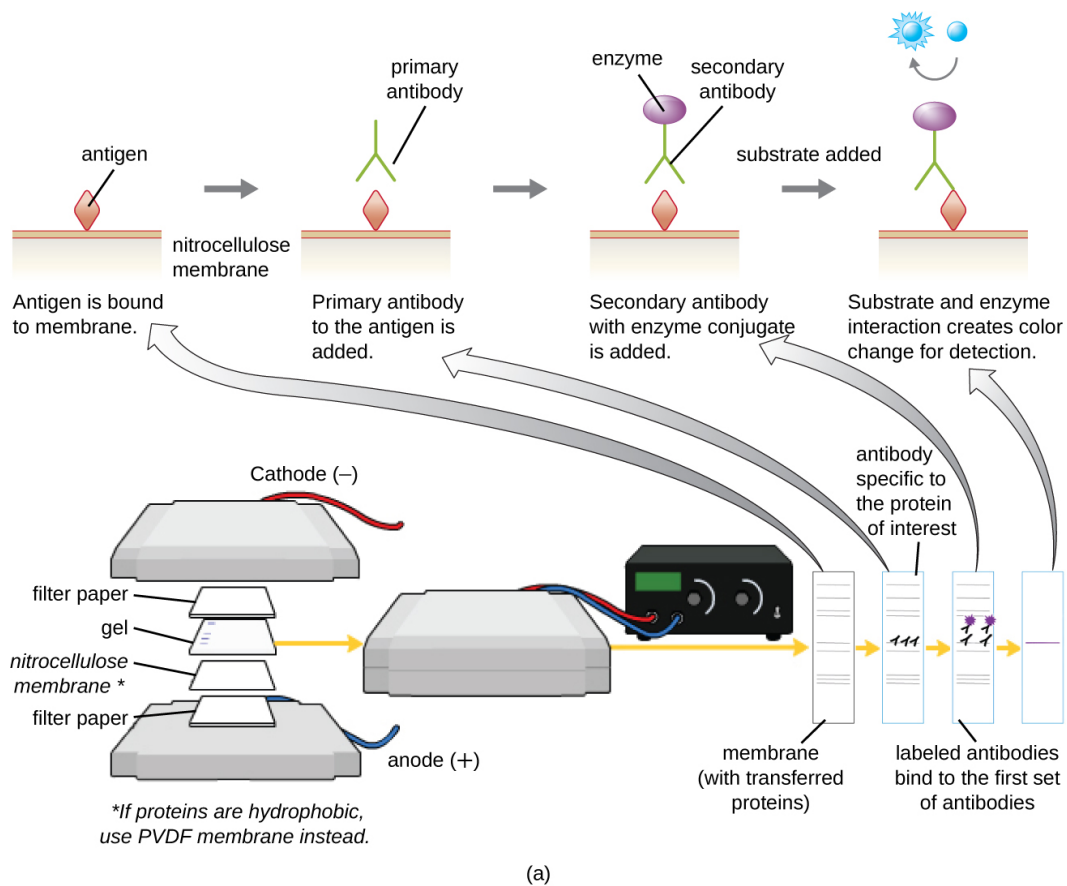 enzyme
primary
antibody
secondary
antibody
antigen
substrate added
nitrocellulose
membrane
Antigen is bound
to membrane.
Primary antibody
to the antigen is
added.
Secondary antibody
with enzyme conjugate
is added.
Substrate and enzyme
interaction creates color
change for detection.
Cathode (–)
antibody
specific to
the protein
of interest
filter paper
gel
nitrocellulose
membrane *
filter paper
anode (+)
membrane
(with transferred
proteins)
labeled antibodies
bind to the first set
of antibodies
*If proteins are hydrophobic,
use PVDF membrane instead.
(a)